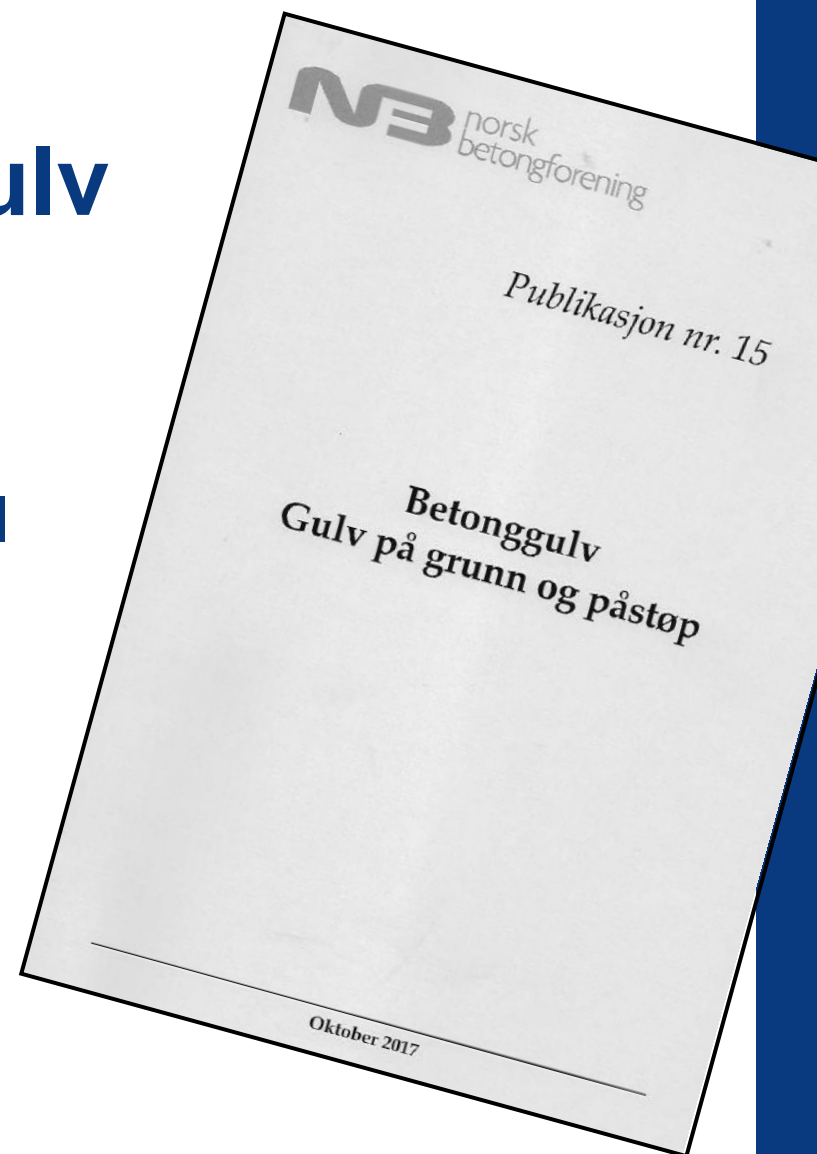 ulv
NB norsk
betongforening
Publikasjon nr. 15
Betonggulv
Gulv på grunn og påstøp
Oktober 2017